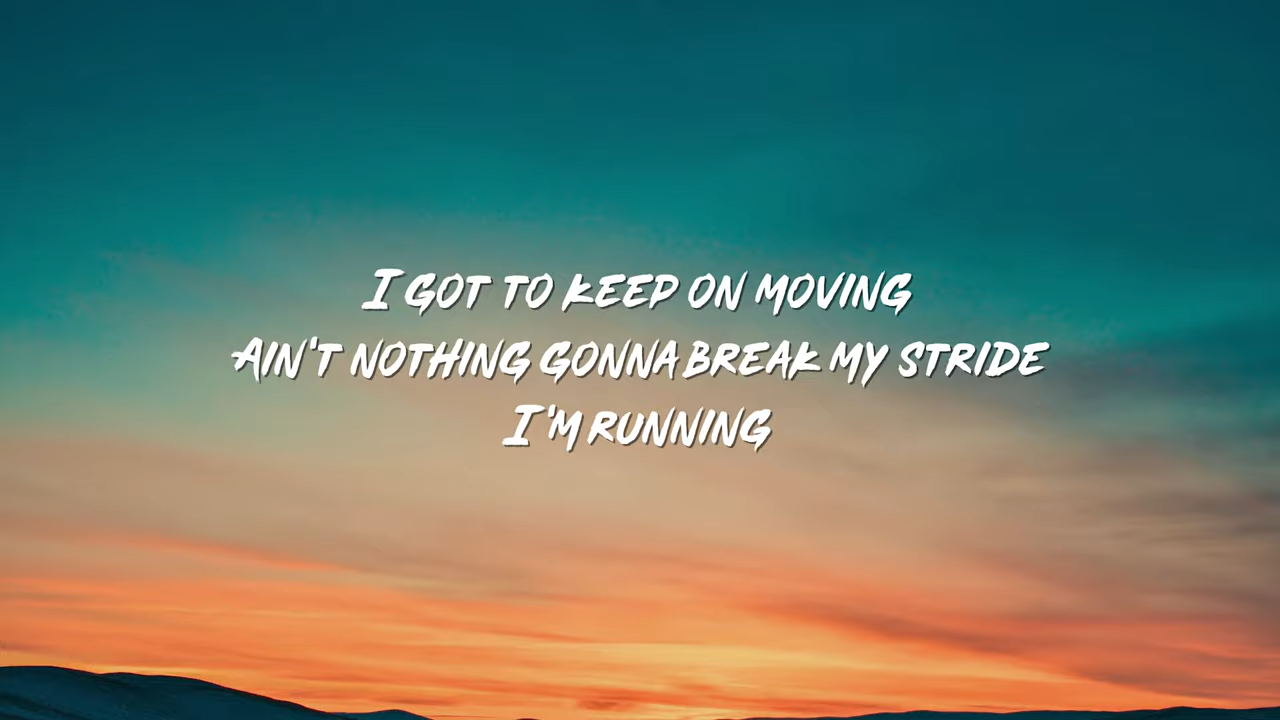 I GOT TO KEEP ON MOVING
AIN'T NOTHING GONNA BREAK MY STRIDE
I'M RUNNING